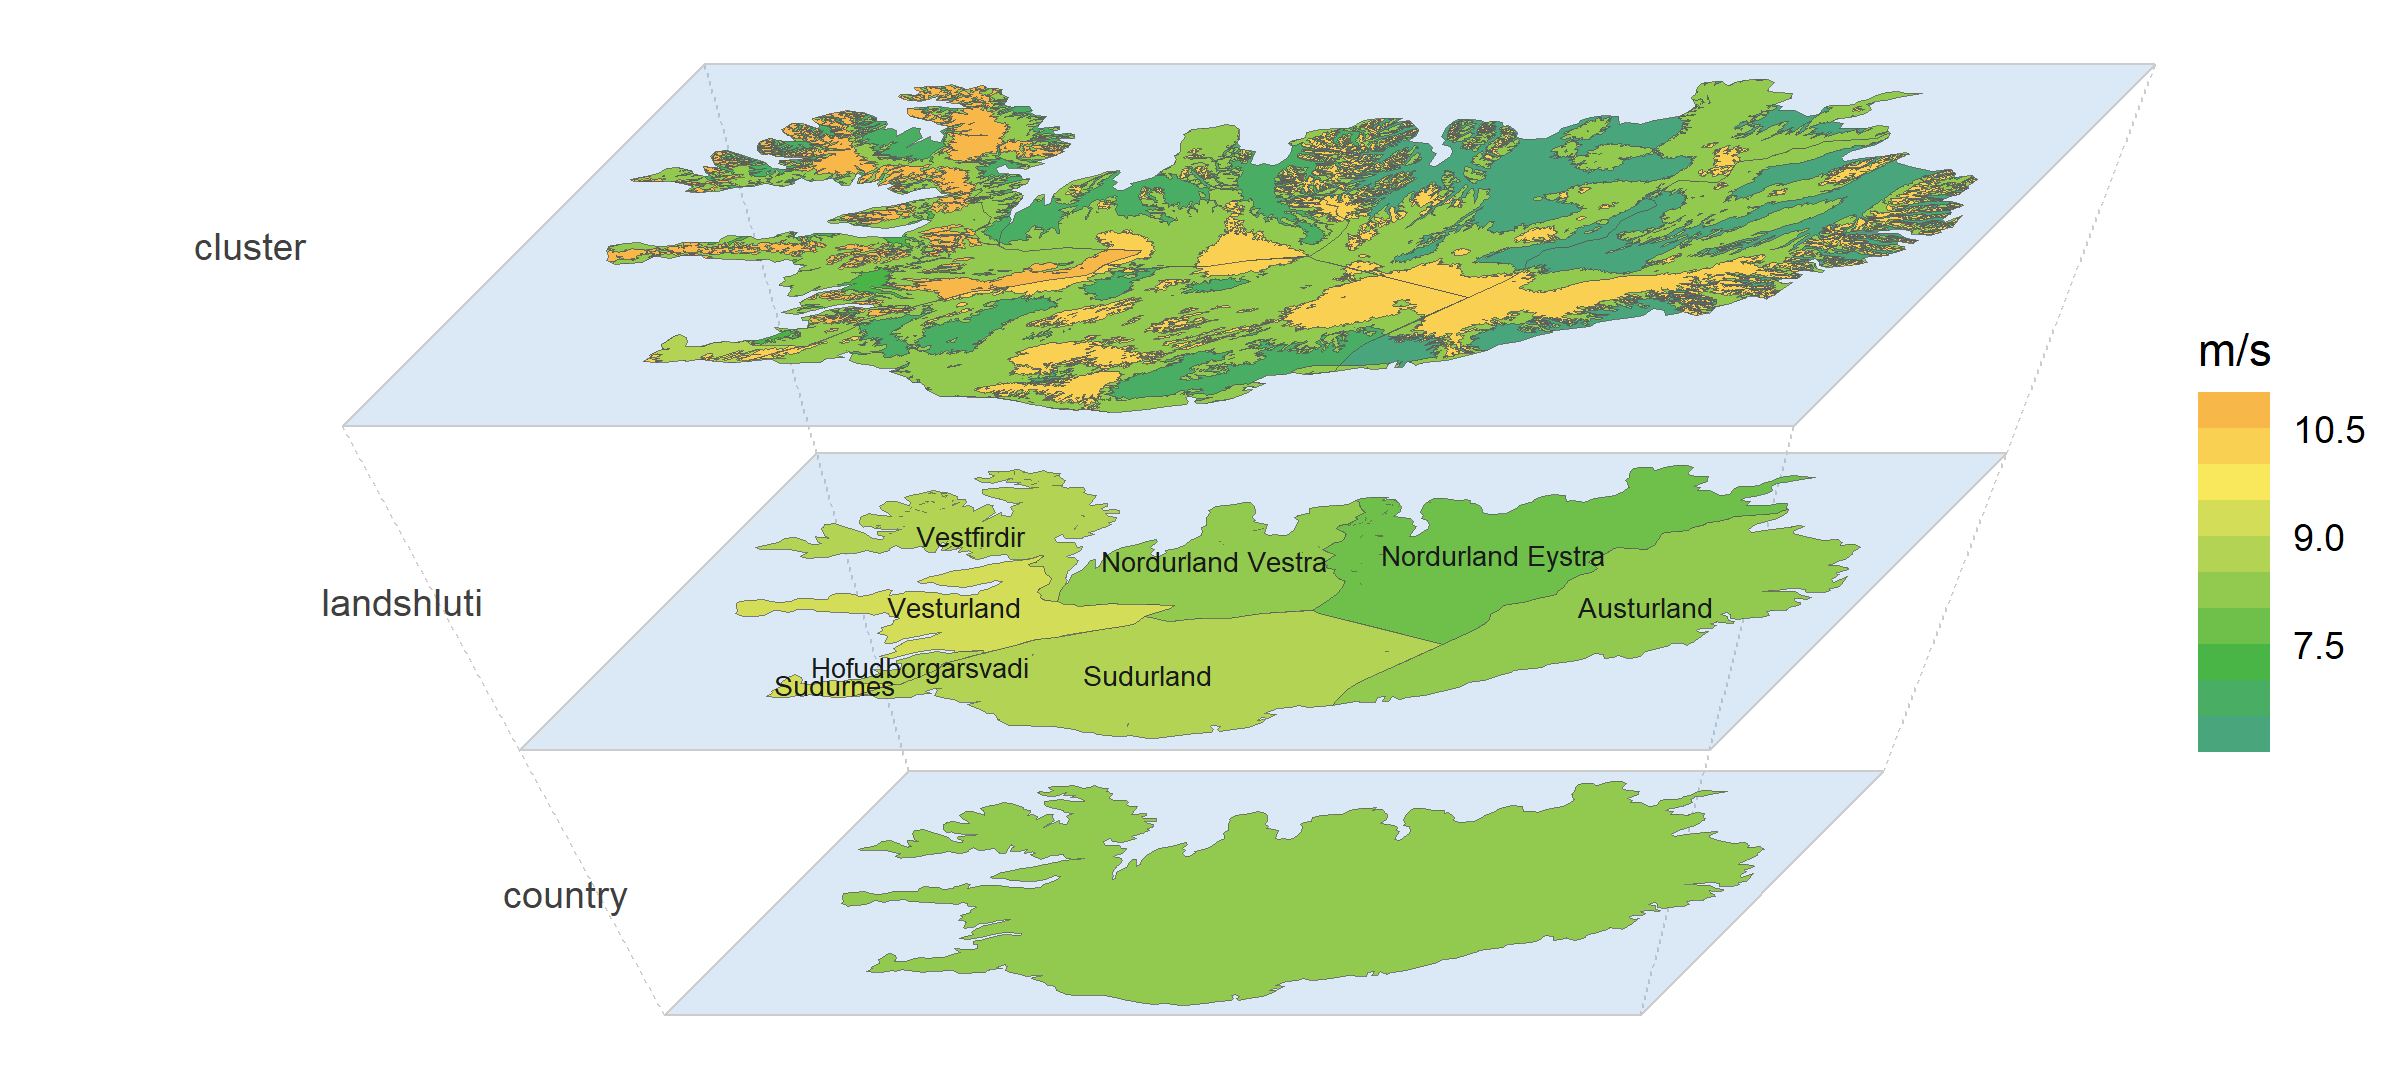 cluster
m/s
10.5
9.0
7.5
landshluti
Vestfirdir
Nordurland Vestra
Nordurland Eystra
Vesturland
Austurland
Hofudborgarsvadi
Sudurnes
Sudurland
country